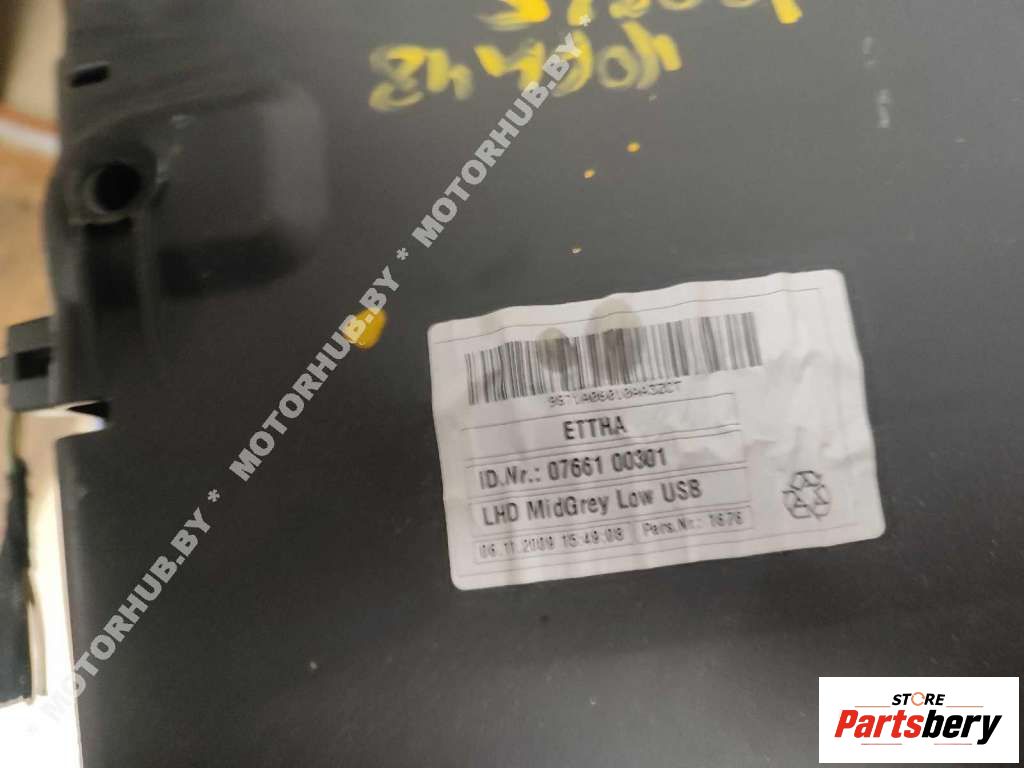 MOTORHUB.BY * MOTORHUB.BY * MOTORHUB.BY
ETTHA
ID.Nr.: 07661 00301
LHD MidGrey Low USB
06.11.2009 15:49:08 Pers.Nr.: 1676
STORE
Partsbery